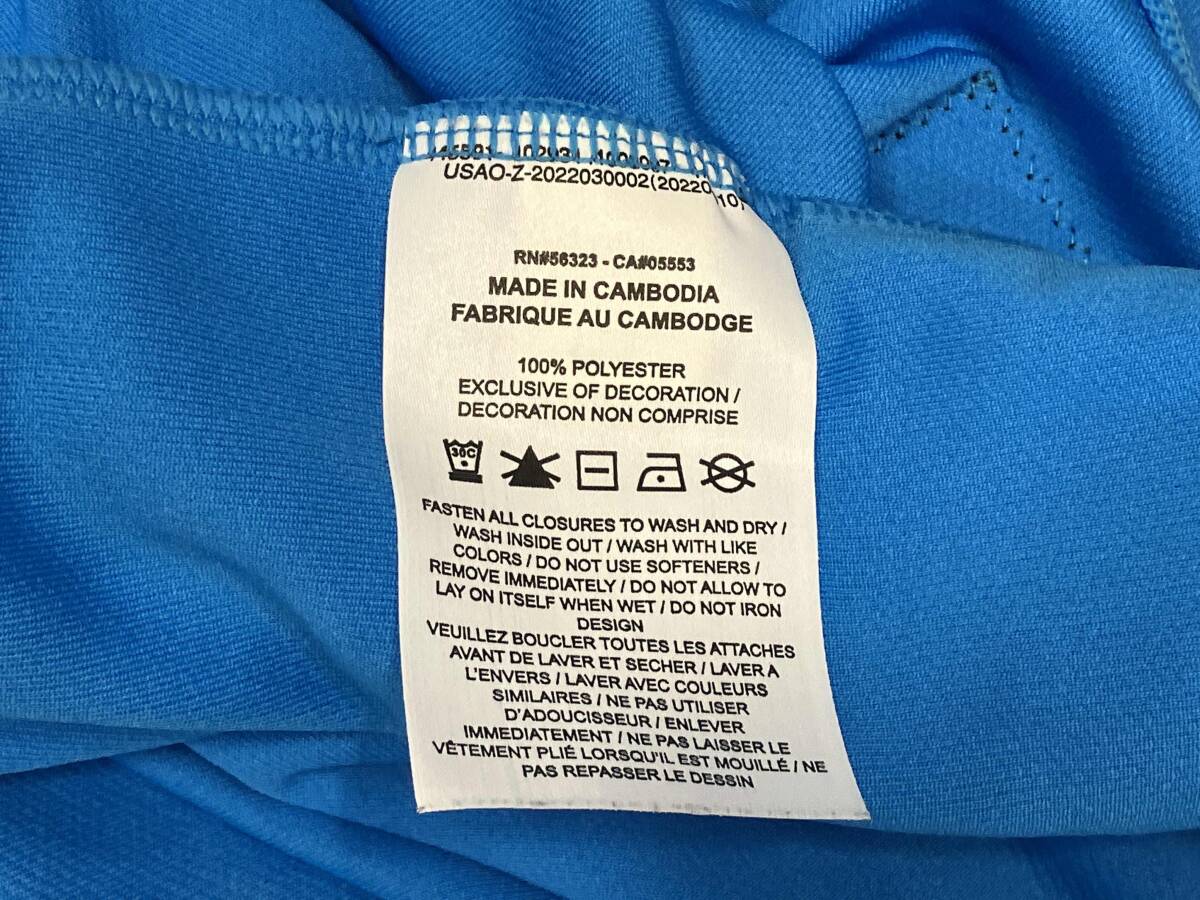 USAO-Z-2022030002(2022
RN#56323 - CA#05553
MADE IN CAMBODIA
FABRIQUE AU CAMBODGE
100% POLYESTER
EXCLUSIVE OF DECORATION /
DECORATION NON COMPRISE
30C
FASTEN ALL CLOSURES TO WASH AND DRY /
WASH INSIDE OUT / WASH WITH LIKE
COLORS / DO NOT USE SOFTENERS /
REMOVE IMMEDIATELY / DO NOT ALLOW TO
LAY ON ITSELF WHEN WET / DO NOT IRON
DESIGN
VEUILLEZ BOUCLER TOUTES LES ATTACHES
AVANT DE LAVER ET SECHER / LAVER A
L'ENVERS / LAVER AVEC COULEURS
SIMILAIRES / NE PAS UTILISER
D'ADOUCISSEUR / ENLEVER
IMMEDIATEMENT / NE PAS LAISSER LE
VÊTEMENT PLIÉ LORSQU'IL EST MOUILLÉ / NE
PAS REPASSER LE DESSIN